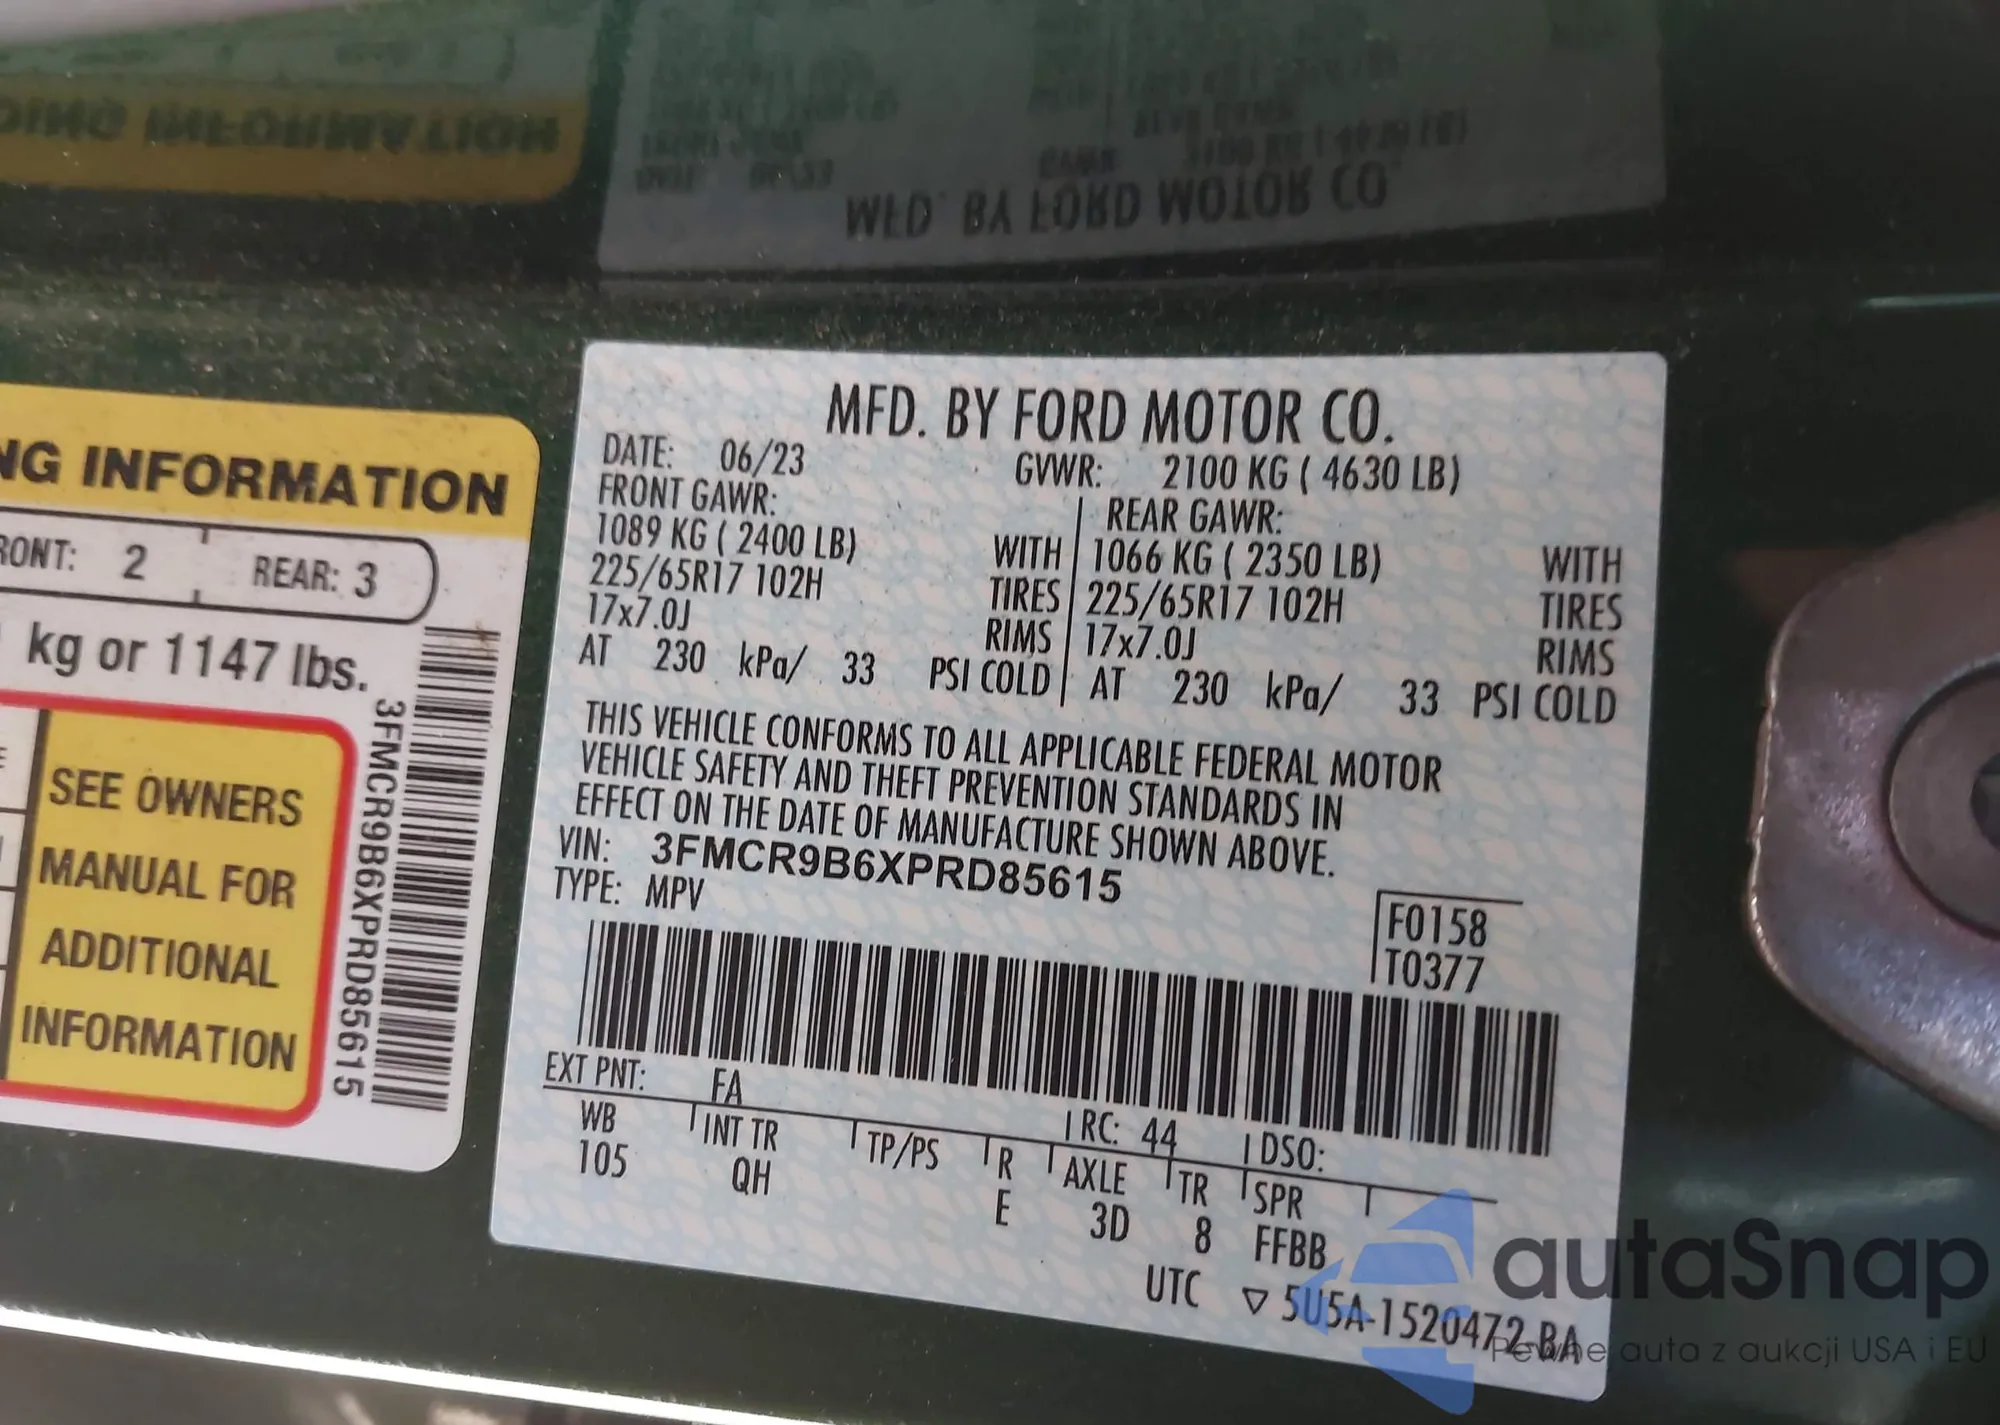 NG INFORMATION
RONT: 2 REAR: 3
kg or 1147 lbs.
SEE OWNERS
MANUAL FOR
ADDITIONAL
INFORMATION
3FMCR9B6XPRD85615
MFD. BY FORD MOTOR CO.
DATE: 06/23 GVWR: 2100 KG ( 4630 LB)
FRONT GAWR: REAR GAWR:
1089 KG ( 2400 LB) WITH 1066 KG ( 2350 LB) WITH
225/65R17 102H TIRES 225/65R17 102H TIRES
17x7.0J RIMS 17x7.0J RIMS
AT 230 kPa/ 33 PSI COLD AT 230 kPa/ 33 PSI COLD
THIS VEHICLE CONFORMS TO ALL APPLICABLE FEDERAL MOTOR
VEHICLE SAFETY AND THEFT PREVENTION STANDARDS IN
EFFECT ON THE DATE OF MANUFACTURE SHOWN ABOVE.
VIN: 3FMCR9B6XPRD85615
TYPE: MPV
F0158
T0377
EXT PNT: FA RC: 44 DSO:
WB INT TR TP/PS R AXLE TR SPR
105 QH E 3D 8 FFBB
UTC ▽ 5U5A-1520472-BA
autaSnap
Pewne auta z aukcji USA i EU